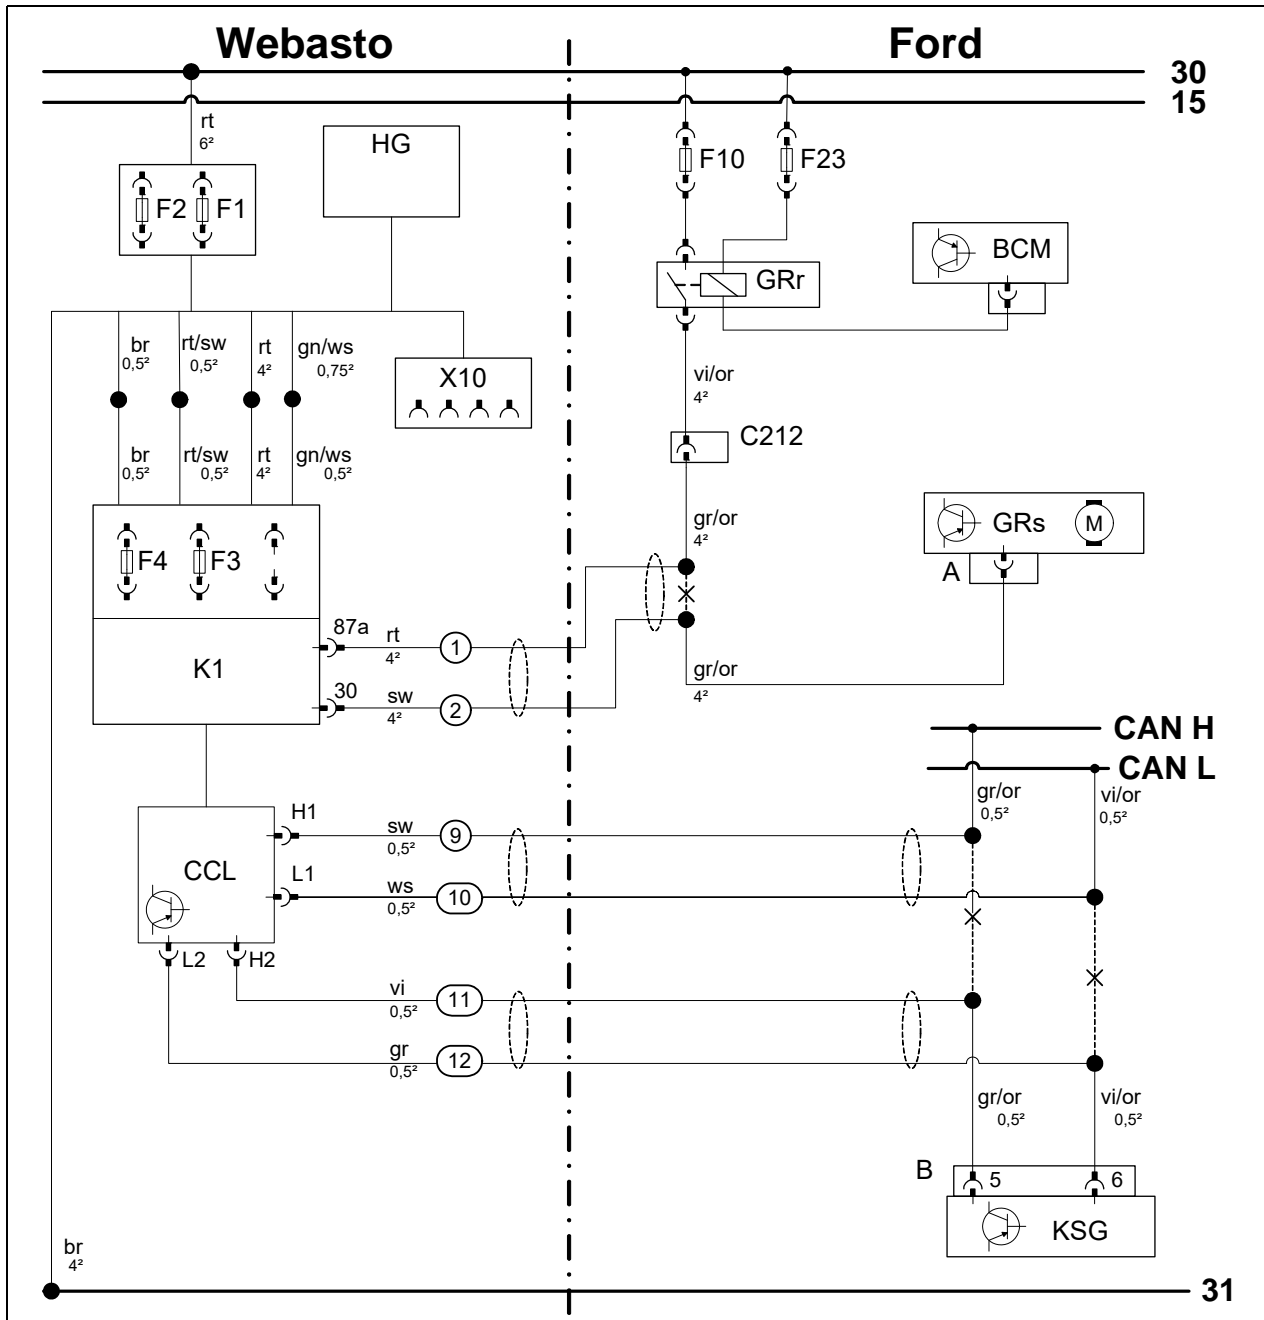 Webasto
Ford
30
15
rt
6²
HG
F2
F1
F10
F23
BCM
GRr
br
0,5²
rt/sw
0,5²
rt
4²
gn/ws
0,75²
X10
vi/or
4²
C212
br
0,5²
rt/sw
0,5²
rt
4²
gn/ws
0,5²
gr/or
4²
GRs
M
A
F4
F3
87a
rt
4²
1
K1
30
sw
4²
2
gr/or
4²
CAN H
CAN L
gr/or
0,5²
vi/or
0,5²
H1
sw
0,5²
9
CCL
L1
ws
0,5²
10
L2
H2
vi
0,5²
11
gr
0,5²
12
gr/or
0,5²
vi/or
0,5²
B
5
6
KSG
br
4²
31